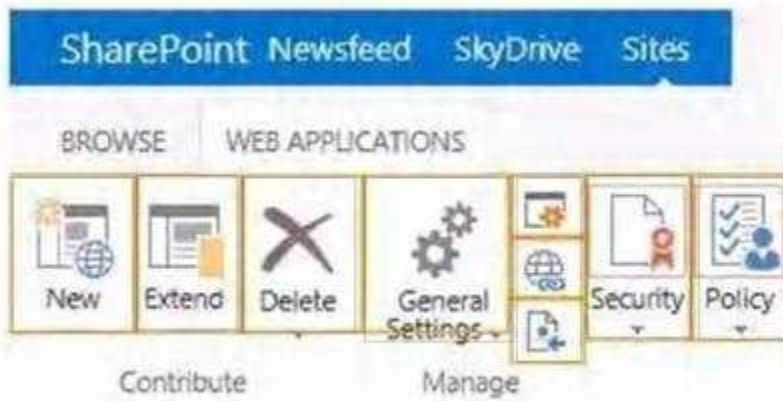 SharePoint Newsfeed SkyDrive Sites
BROWSE WEB APPLICATIONS
New Extend Delete General Settings Security Policy
Contribute Manage